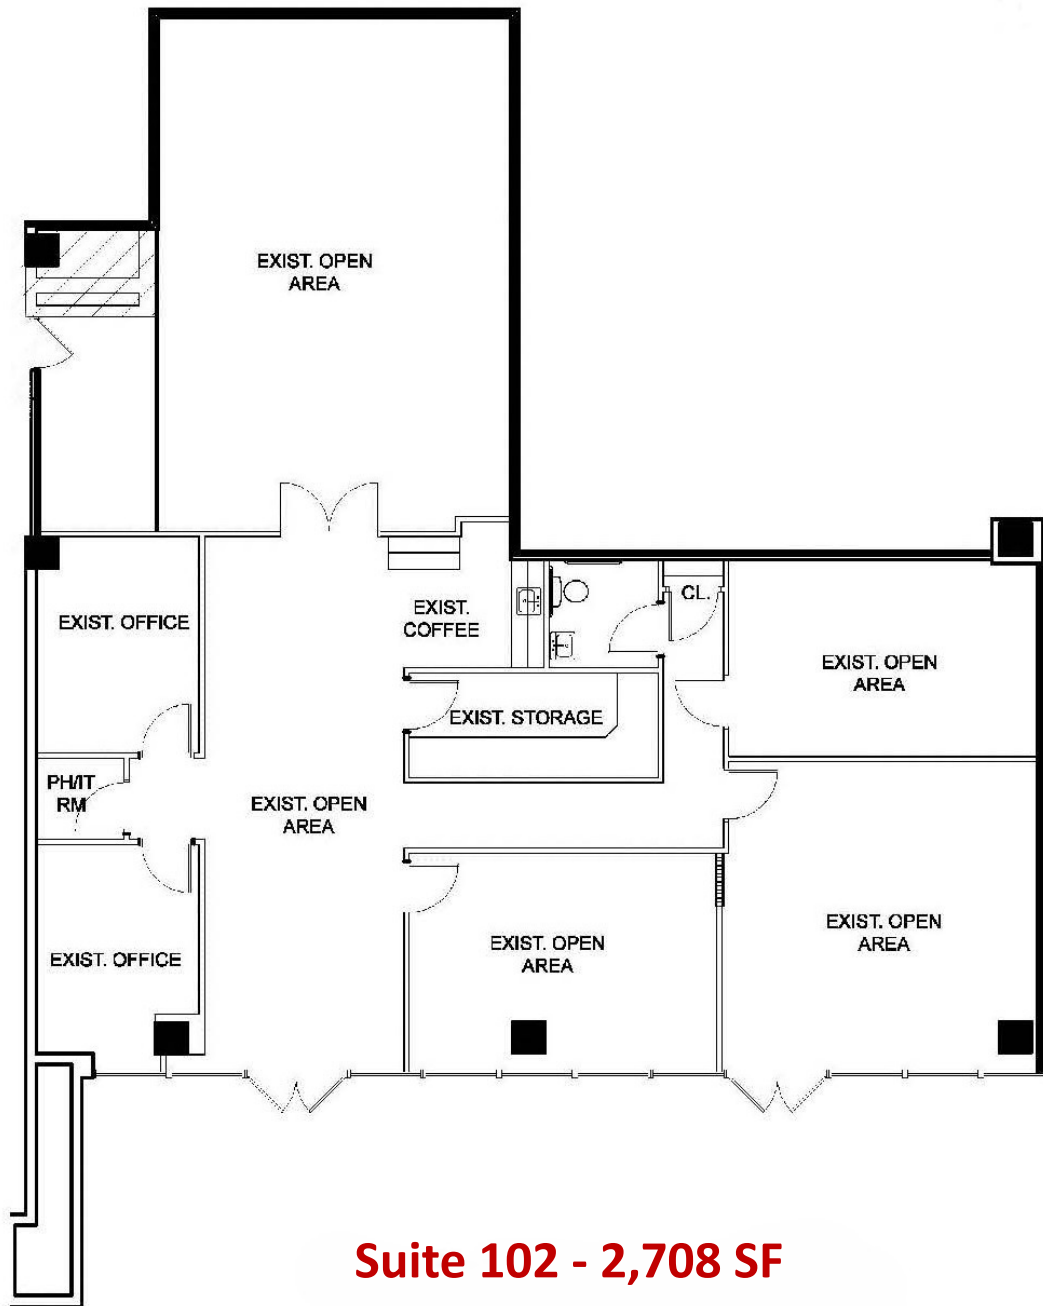 EXIST. OPEN
AREA
CL.
EXIST.
COFFEE
EXIST. OFFICE
EXIST. OPEN
AREA
EXIST. STORAGE
PH/IT
RM
EXIST. OPEN
AREA
EXIST. OPEN
AREA
EXIST. OPEN
AREA
EXIST. OFFICE
Suite 102 - 2,708 SF